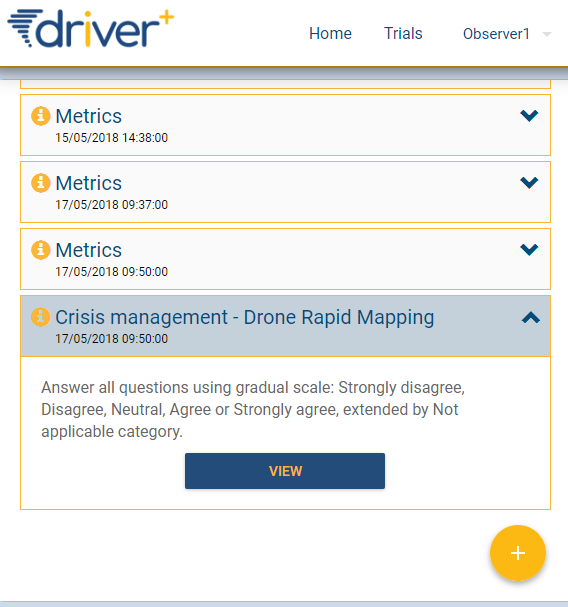 driver+
Home
Trials
Observer1
Metrics
15/05/2018 14:38:00
Metrics
17/05/2018 09:37:00
Metrics
17/05/2018 09:50:00
Crisis management - Drone Rapid Mapping
17/05/2018 09:50:00
Answer all questions using gradual scale: Strongly disagree,
Disagree, Neutral, Agree or Strongly agree, extended by Not
applicable category.
VIEW
+